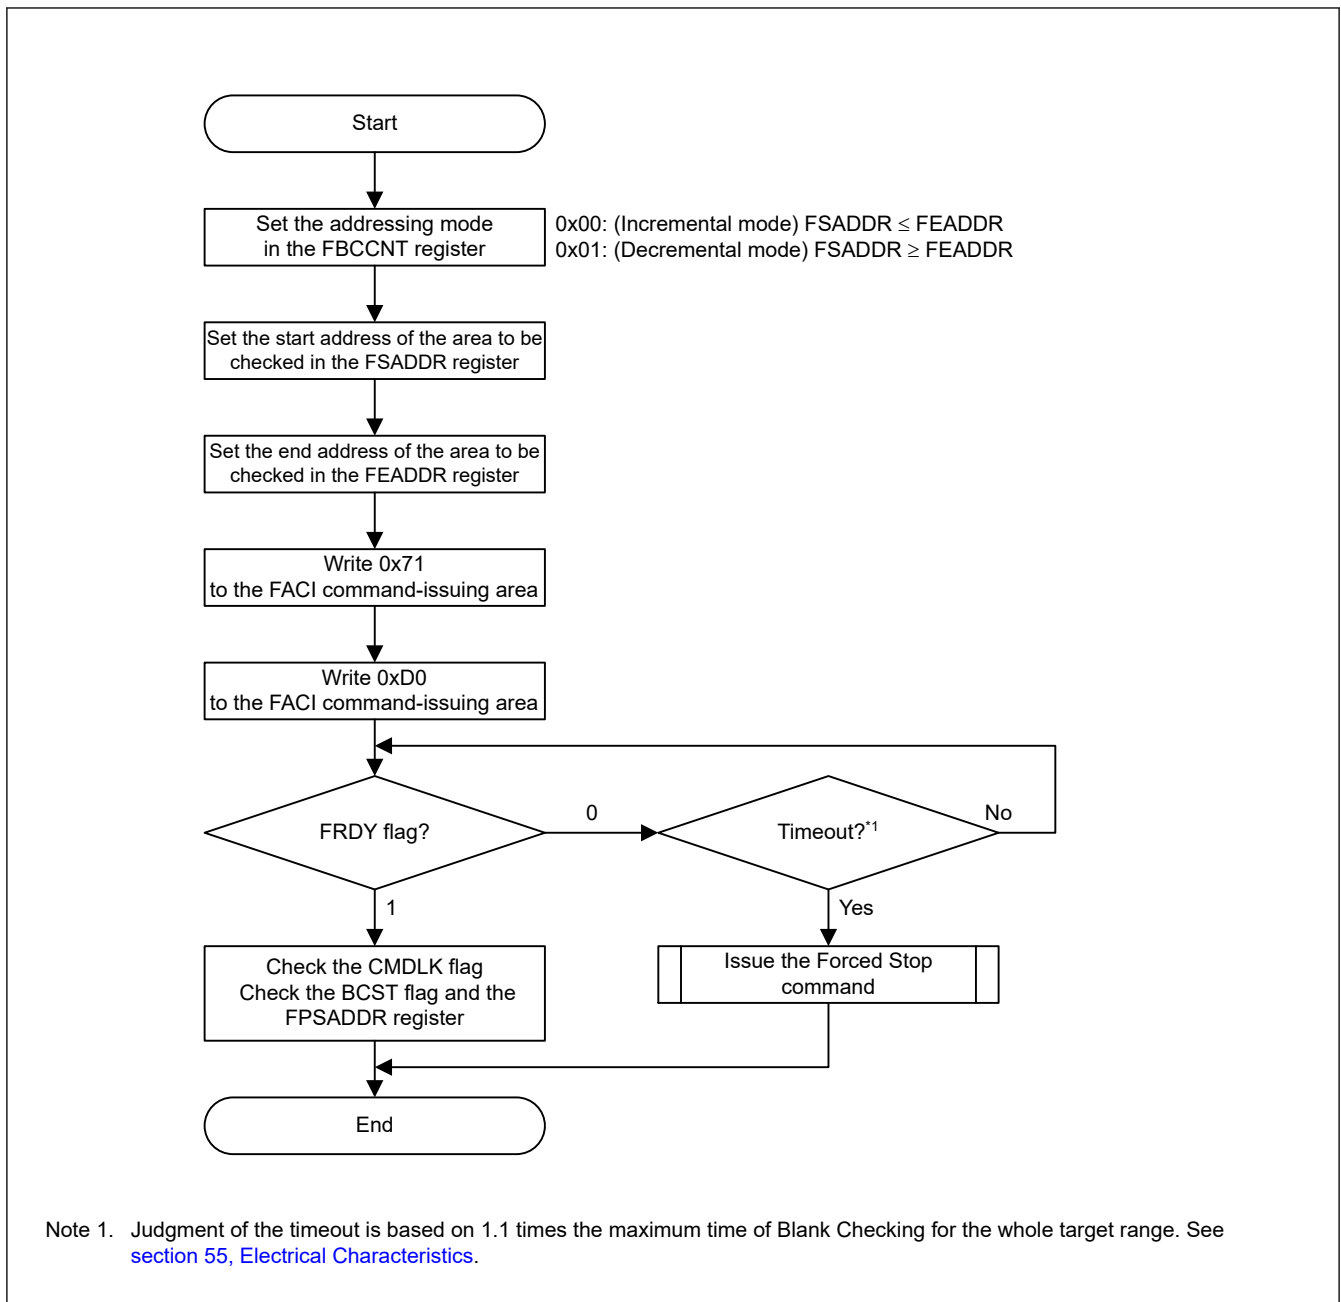 Start
Set the addressing mode
in the FBCCNT register
0x00: (Incremental mode) FSADDR ≤ FEADDR
0x01: (Decremental mode) FSADDR ≥ FEADDR
Set the start address of the area to be
checked in the FSADDR register
Set the end address of the area to be
checked in the FEADDR register
Write 0x71
to the FACI command-issuing area
Write 0xD0
to the FACI command-issuing area
FRDY flag?
0
Timeout?*1
No
1
Yes
Check the CMDLK flag
Check the BCST flag and the
FPSADDR register
Issue the Forced Stop
command
End
Note 1. Judgment of the timeout is based on 1.1 times the maximum time of Blank Checking for the whole target range. See
section 55, Electrical Characteristics.